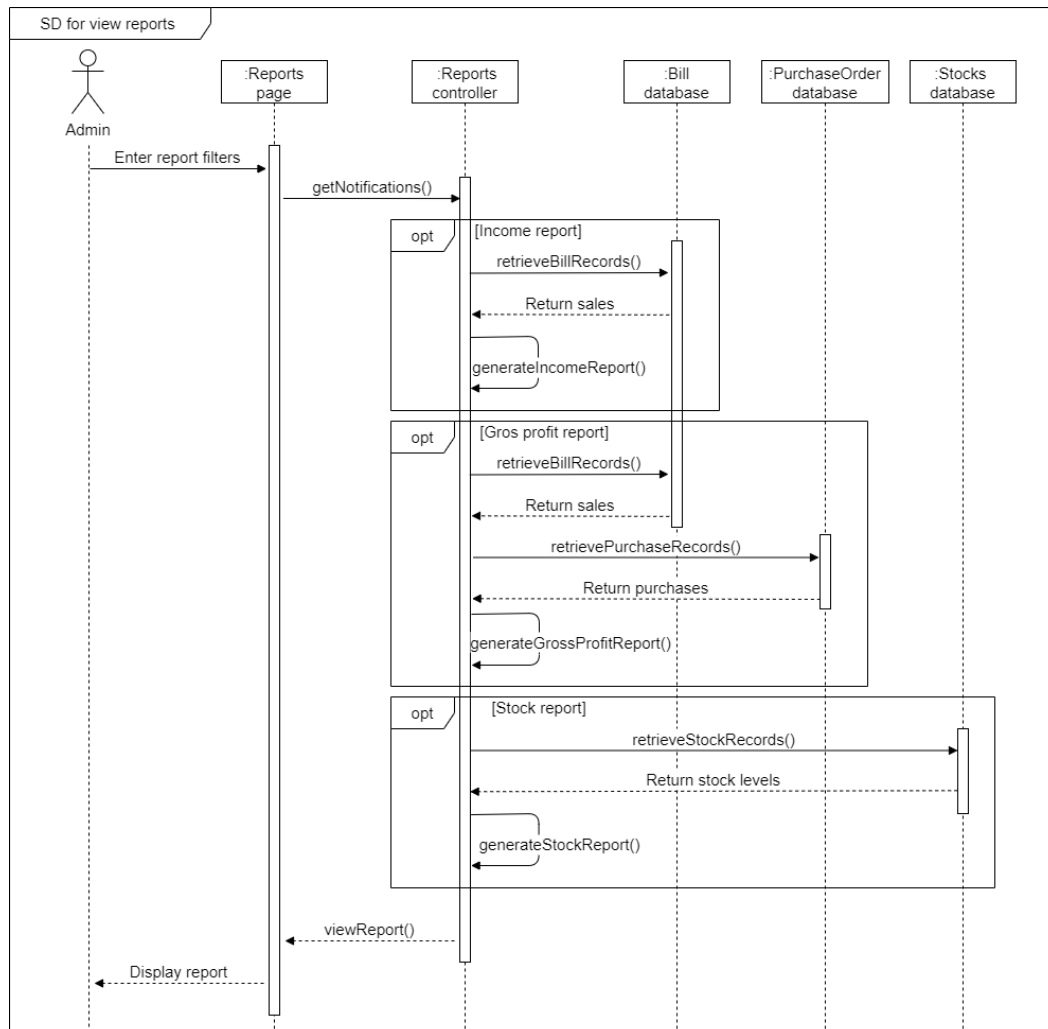 SD for view reports
:Reports
page
:Reports
controller
:Bill
database
:PurchaseOrder
database
:Stocks
database
Admin
Enter report filters
getNotifications()
opt
[Income report]
retrieveBillRecords()
Return sales
generateIncomeReport()
opt
[Gros profit report]
retrieveBillRecords()
Return sales
retrievePurchaseRecords()
Return purchases
generateGrossProfitReport()
opt
[Stock report]
retrieveStockRecords()
Return stock levels
generateStockReport()
viewReport()
Display report